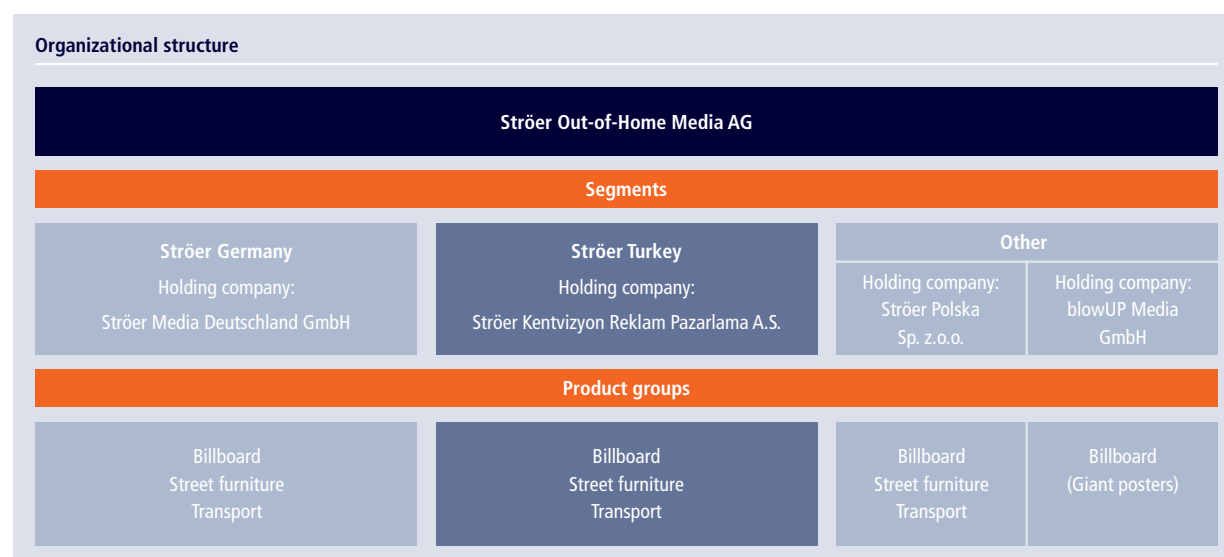 Organizational structure
Ströer Out-of-Home Media AG
Segments
Ströer Germany
Holding company:
Ströer Media Deutschland GmbH
Ströer Turkey
Holding company:
Ströer Kentvizyon Reklam Pazarlama A.S.
Other
Holding company:
Ströer Polska
Sp. z.o.o.
Holding company:
blowUP Media
GmbH
Product groups
Billboard
Street furniture
Transport
Billboard
Street furniture
Transport
Billboard
Street furniture
Transport
Billboard
(Giant posters)